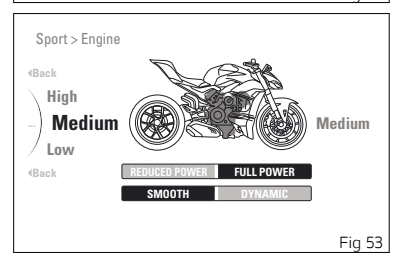 Sport > Engine
Back
High
Medium
Medium
Low
Back
REDUCED POWER FULL POWER
SMOOTH DYNAMIC
Fig 53